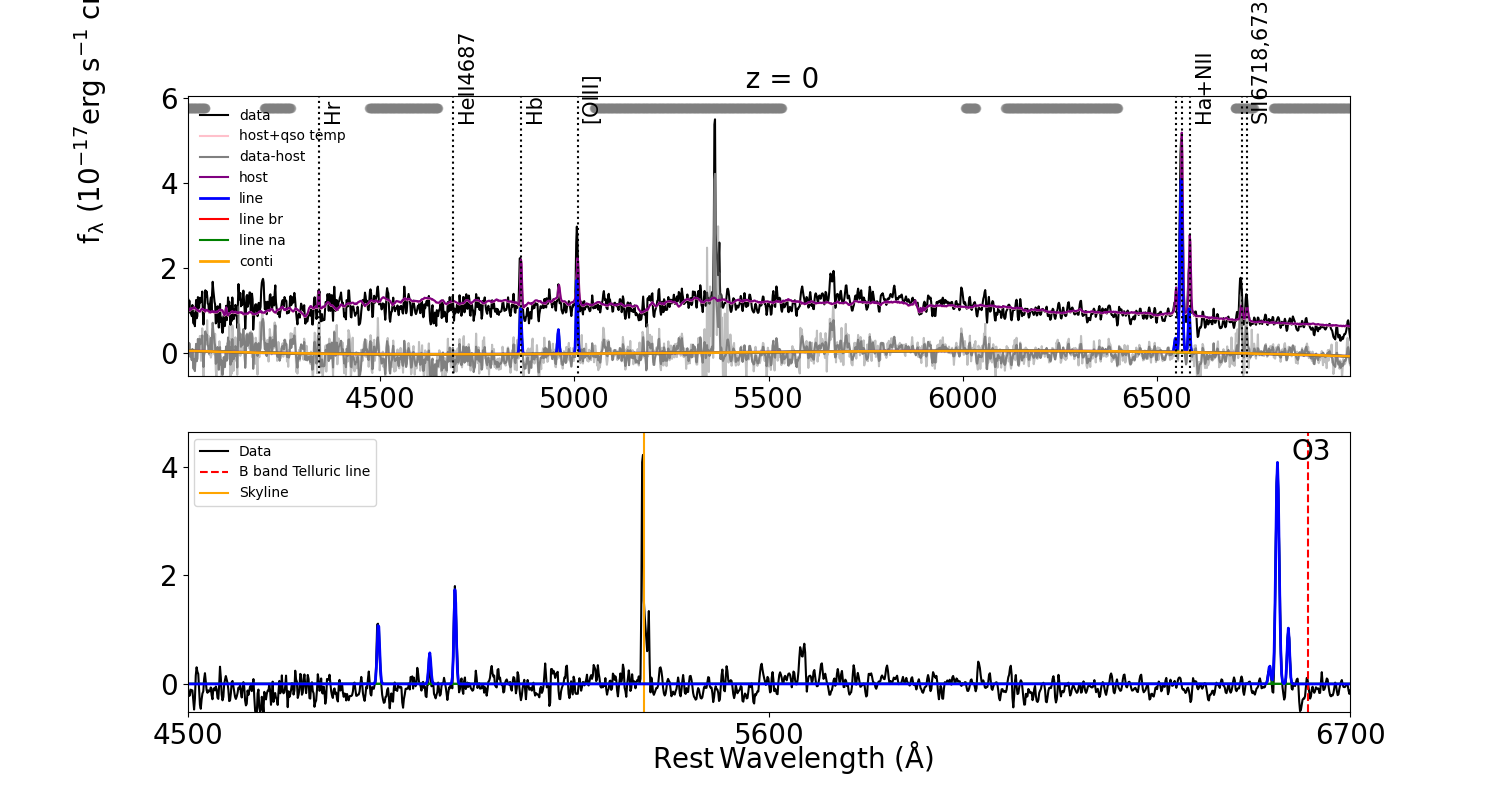 z = 0
f_λ (10^{-17}erg s^{-1} c
Hr
HeII4687
Hb
[OIII]
Ha+NII
SII6718,673
6
4
2
0
data
host+qso temp
data-host
host
line
line br
line na
conti
4500
5000
5500
6000
6500
4
2
0
Data
B band Telluric line
Skyline
O3
4500
5600
6700
Rest Wavelength (Å)